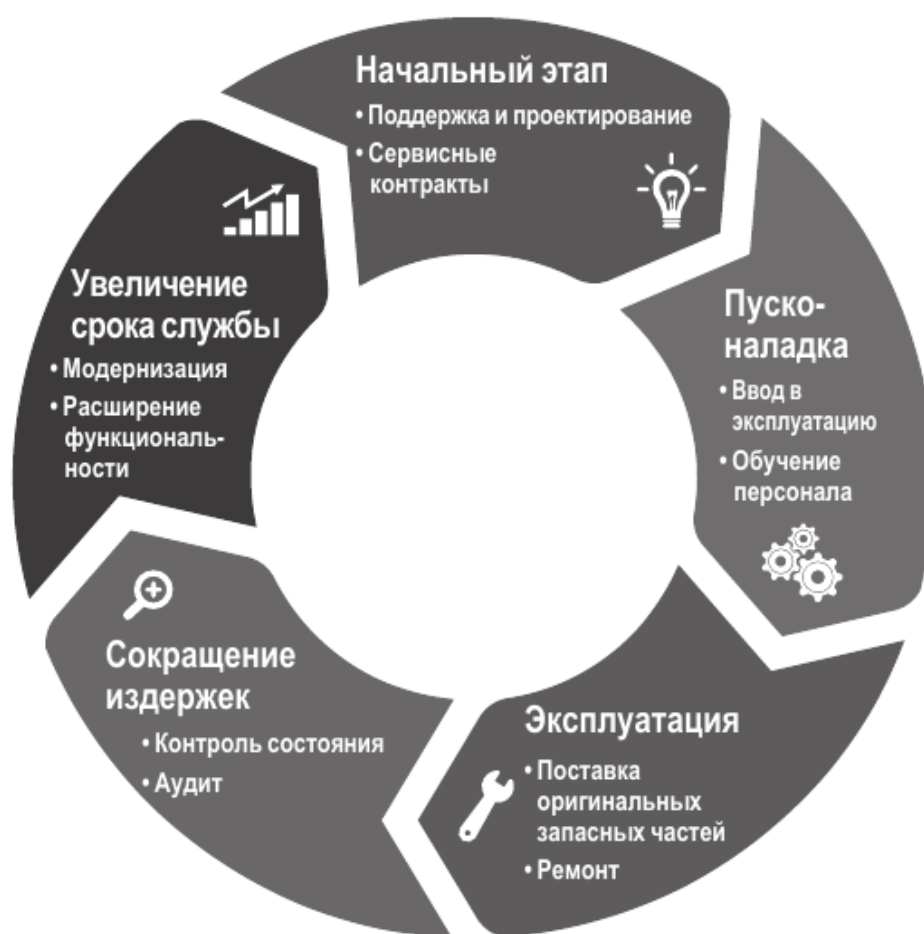 Начальный этап
• Поддержка и проектирование
• Сервисные
контракты
Пуско-
наладка
• Ввод в
эксплуатацию
• Обучение
персонала
Эксплуатация
• Поставка
оригинальных
запасных частей
• Ремонт
Сокращение
издержек
• Контроль состояния
• Аудит
Увеличение
срока службы
• Модернизация
• Расширение
функциональ-
ности